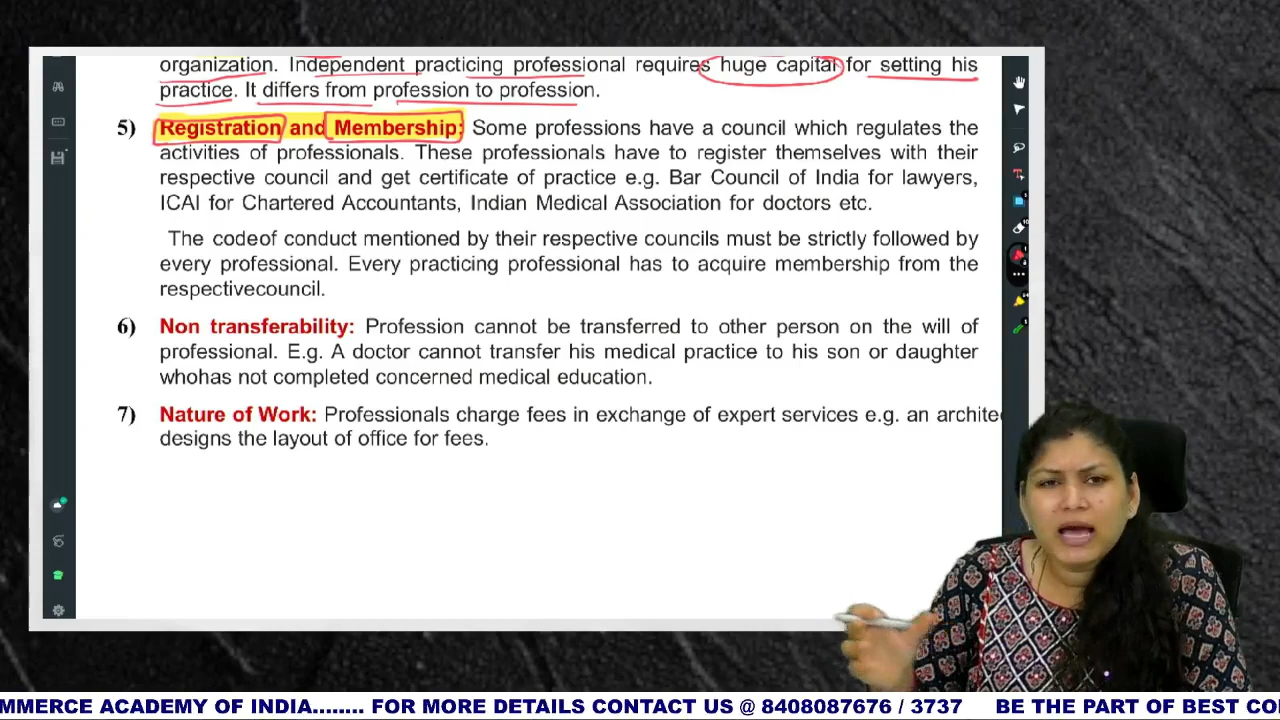 organization. Independent practicing professional requires huge capital for setting his
practice. It differs from profession to profession.
5) Registration and Membership: Some professions have a council which regulates the
activities of professionals. These professionals have to register themselves with their
respective council and get certificate of practice e.g. Bar Council of India for lawyers,
ICAI for Chartered Accountants, Indian Medical Association for doctors etc.
The codeof conduct mentioned by their respective councils must be strictly followed by
every professional. Every practicing professional has to acquire membership from the
respectivecouncil.
6) Non transferability: Profession cannot be transferred to other person on the will of
professional. E.g. A doctor cannot transfer his medical practice to his son or daughter
whohas not completed concerned medical education.
7) Nature of Work: Professionals charge fees in exchange of expert services e.g. an archite
designs the layout of office for fees.
MMERCE ACADEMY OF INDIA........ FOR MORE DETAILS CONTACT US @ 8408087676 / 3737 BE THE PART OF BEST CO